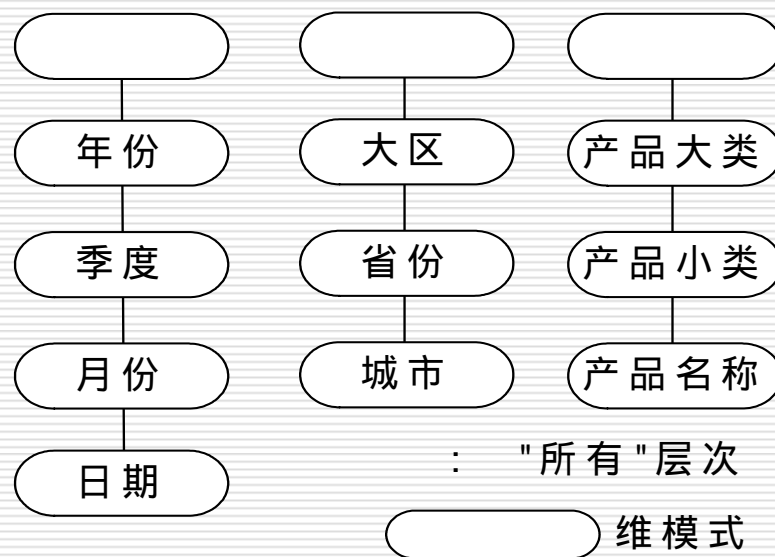 年份 大区 产品大类
季度 省份 产品小类
月份 城市 产品名称
: "所有"层次
日期
维模式